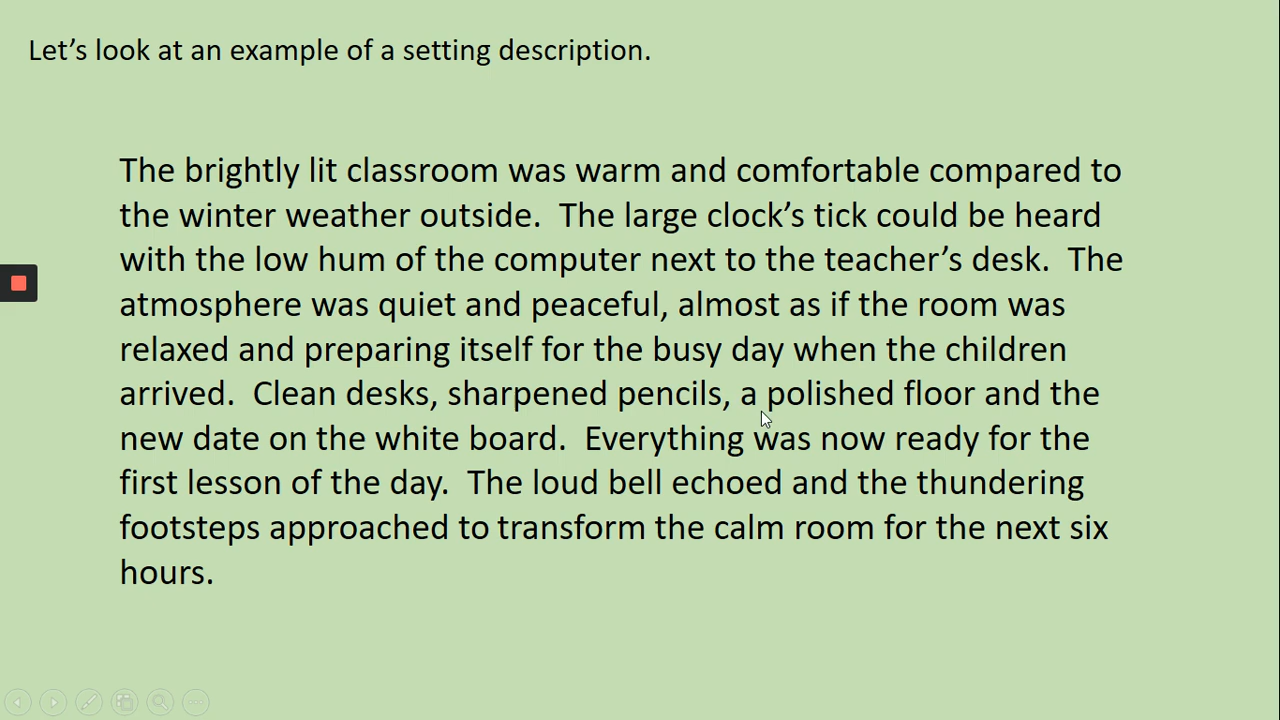 Let’s look at an example of a setting description.
The brightly lit classroom was warm and comfortable compared to
the winter weather outside.  The large clock’s tick could be heard
with the low hum of the computer next to the teacher’s desk.  The
atmosphere was quiet and peaceful, almost as if the room was
relaxed and preparing itself for the busy day when the children
arrived.  Clean desks, sharpened pencils, a polished floor and the
new date on the white board.  Everything was now ready for the
first lesson of the day.  The loud bell echoed and the thundering
footsteps approached to transform the calm room for the next six
hours.